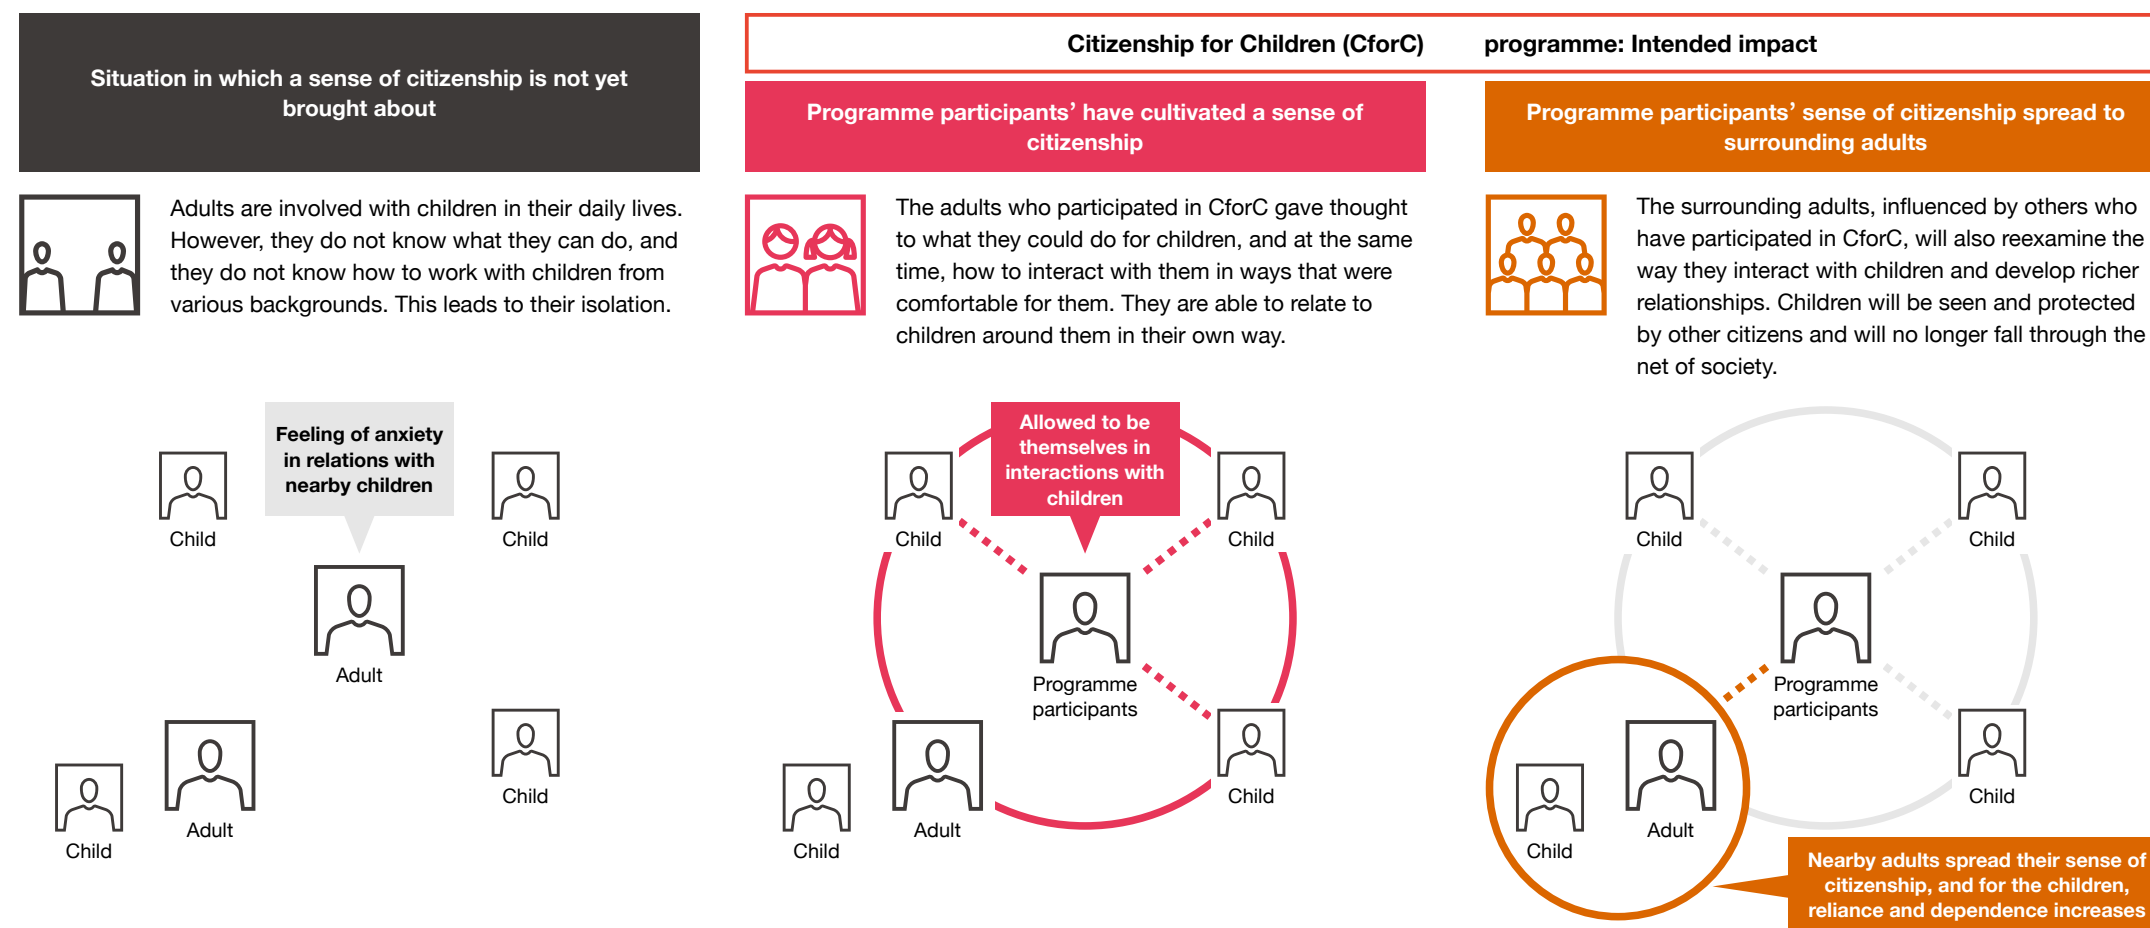 Situation in which a sense of citizenship is not yet
brought about
Adults are involved with children in their daily lives.
However, they do not know what they can do, and
they do not know how to work with children from
various backgrounds. This leads to their isolation.
Feeling of anxiety
in relations with
nearby children
Child
Child
Adult
Child
Adult
Child
Citizenship for Children (CforC) programme: Intended impact
Programme participants’ have cultivated a sense of
citizenship
The adults who participated in CforC gave thought
to what they could do for children, and at the same
time, how to interact with them in ways that were
comfortable for them. They are able to relate to
children around them in their own way.
Allowed to be
themselves in
interactions with
children
Child
Child
Programme
participants
Child
Adult
Child
Programme participants’ sense of citizenship spread to
surrounding adults
The surrounding adults, influenced by others who
have participated in CforC, will also reexamine the
way they interact with children and develop richer
relationships. Children will be seen and protected
by other citizens and will no longer fall through the
net of society.
Child
Child
Programme
participants
Child
Adult
Child
Nearby adults spread their sense of
citizenship, and for the children,
reliance and dependence increases